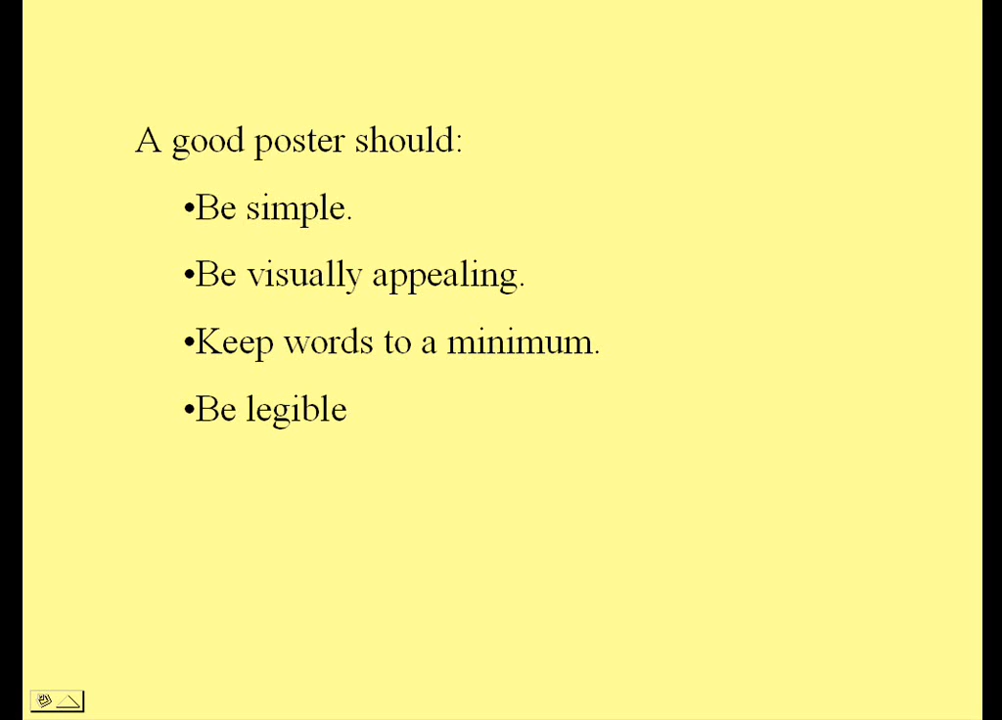 A good poster should:
•Be simple.
•Be visually appealing.
•Keep words to a minimum.
•Be legible